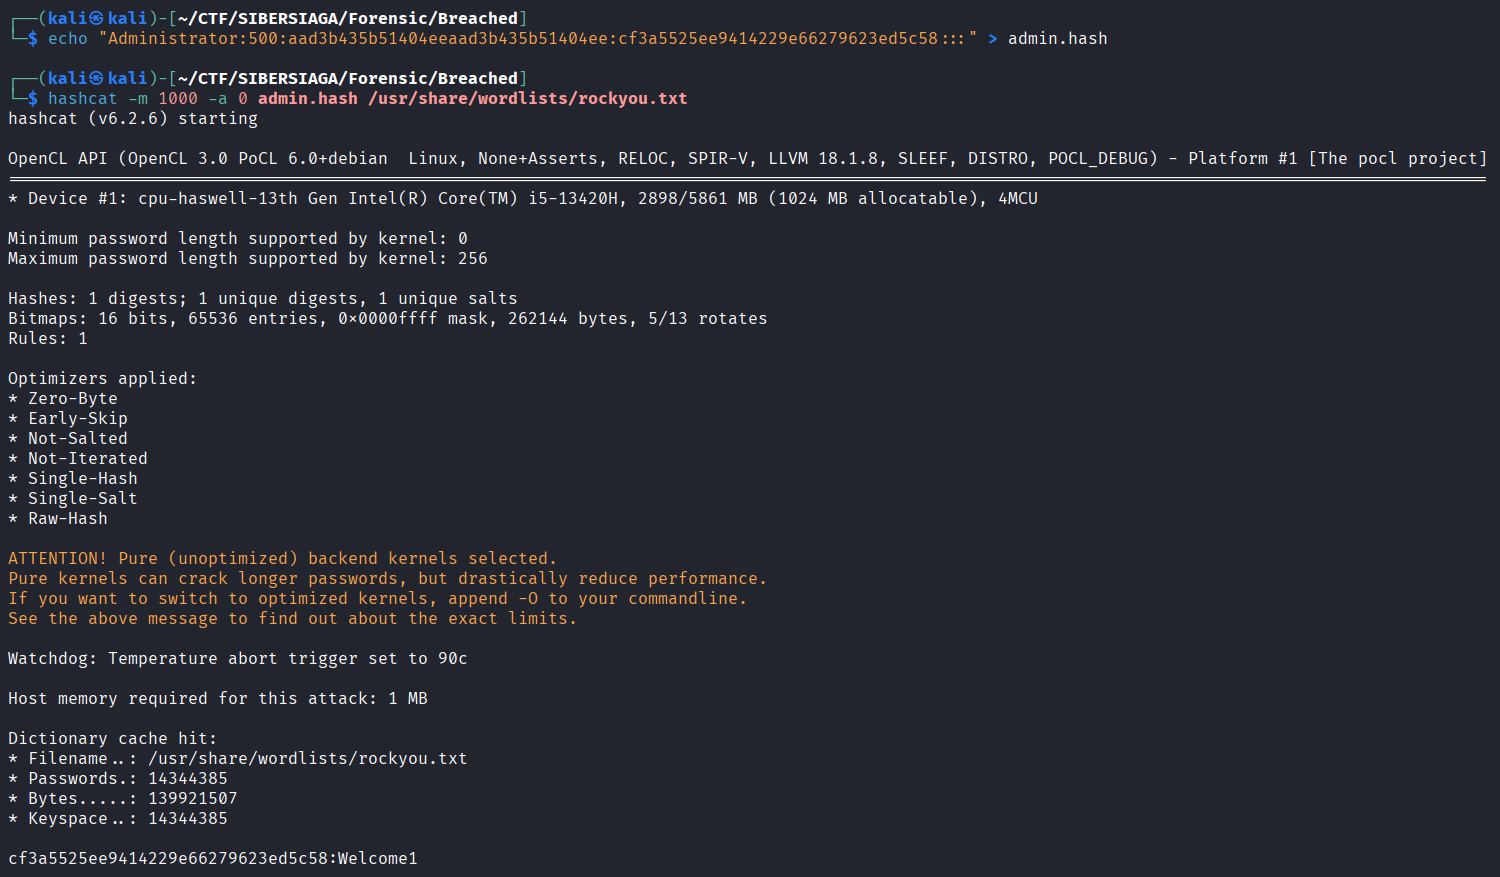 ┌──(kali㉿kali)-[~/CTF/SIBERSIAGA/Forensic/Breached]
└─$ echo "Administrator:500:aad3b435b51404eeaad3b435b51404ee:cf3a5525ee9414229e66279623ed5c58:::" > admin.hash
┌──(kali㉿kali)-[~/CTF/SIBERSIAGA/Forensic/Breached]
└─$ hashcat -m 1000 -a 0 admin.hash /usr/share/wordlists/rockyou.txt
hashcat (v6.2.6) starting
OpenCL API (OpenCL 3.0 PoCL 6.0+debian  Linux, None+Asserts, RELOC, SPIR-V, LLVM 18.1.8, SLEEF, DISTRO, POCL_DEBUG) - Platform #1 [The pocl project]
====================================================================================================================================================
* Device #1: cpu-haswell-13th Gen Intel(R) Core(TM) i5-13420H, 2898/5861 MB (1024 MB allocatable), 4MCU
Minimum password length supported by kernel: 0
Maximum password length supported by kernel: 256
Hashes: 1 digests; 1 unique digests, 1 unique salts
Bitmaps: 16 bits, 65536 entries, 0x0000ffff mask, 262144 bytes, 5/13 rotates
Rules: 1
Optimizers applied:
* Zero-Byte
* Early-Skip
* Not-Salted
* Not-Iterated
* Single-Hash
* Single-Salt
* Raw-Hash
ATTENTION! Pure (unoptimized) backend kernels selected.
Pure kernels can crack longer passwords, but drastically reduce performance.
If you want to switch to optimized kernels, append -O to your commandline.
See the above message to find out about the exact limits.
Watchdog: Temperature abort trigger set to 90c
Host memory required for this attack: 1 MB
Dictionary cache hit:
* Filename..: /usr/share/wordlists/rockyou.txt
* Passwords.: 14344385
* Bytes.....: 139921507
* Keyspace..: 14344385
cf3a5525ee9414229e66279623ed5c58:Welcome1